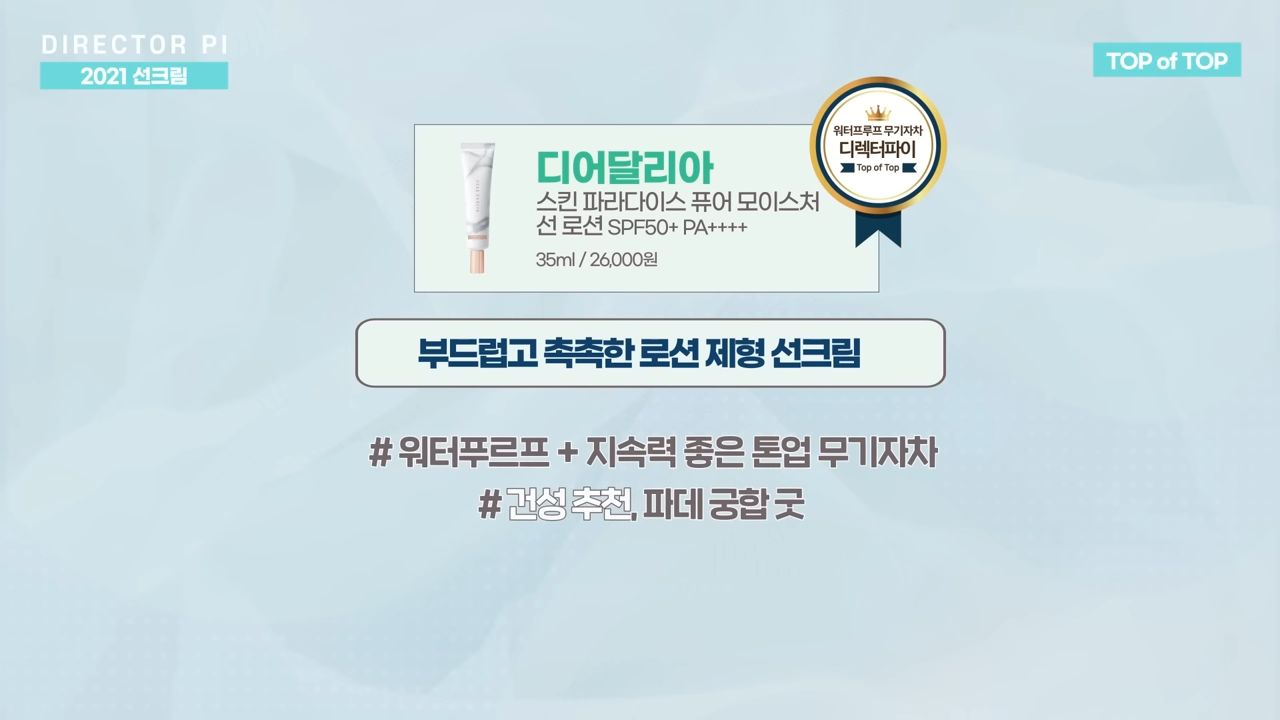 DIRECTOR PI
2021 선크림
TOP of TOP
워터프루프 무기자차
디렉터파이
Top of Top
디어달리아
스킨 파라다이스 퓨어 모이스처
선 로션 SPF50+ PA++++
35ml / 26,000원
부드럽고 촉촉한 로션 제형 선크림
# 워터푸르프 + 지속력 좋은 톤업 무기자차
# 건성 추천, 파데 궁합 굿